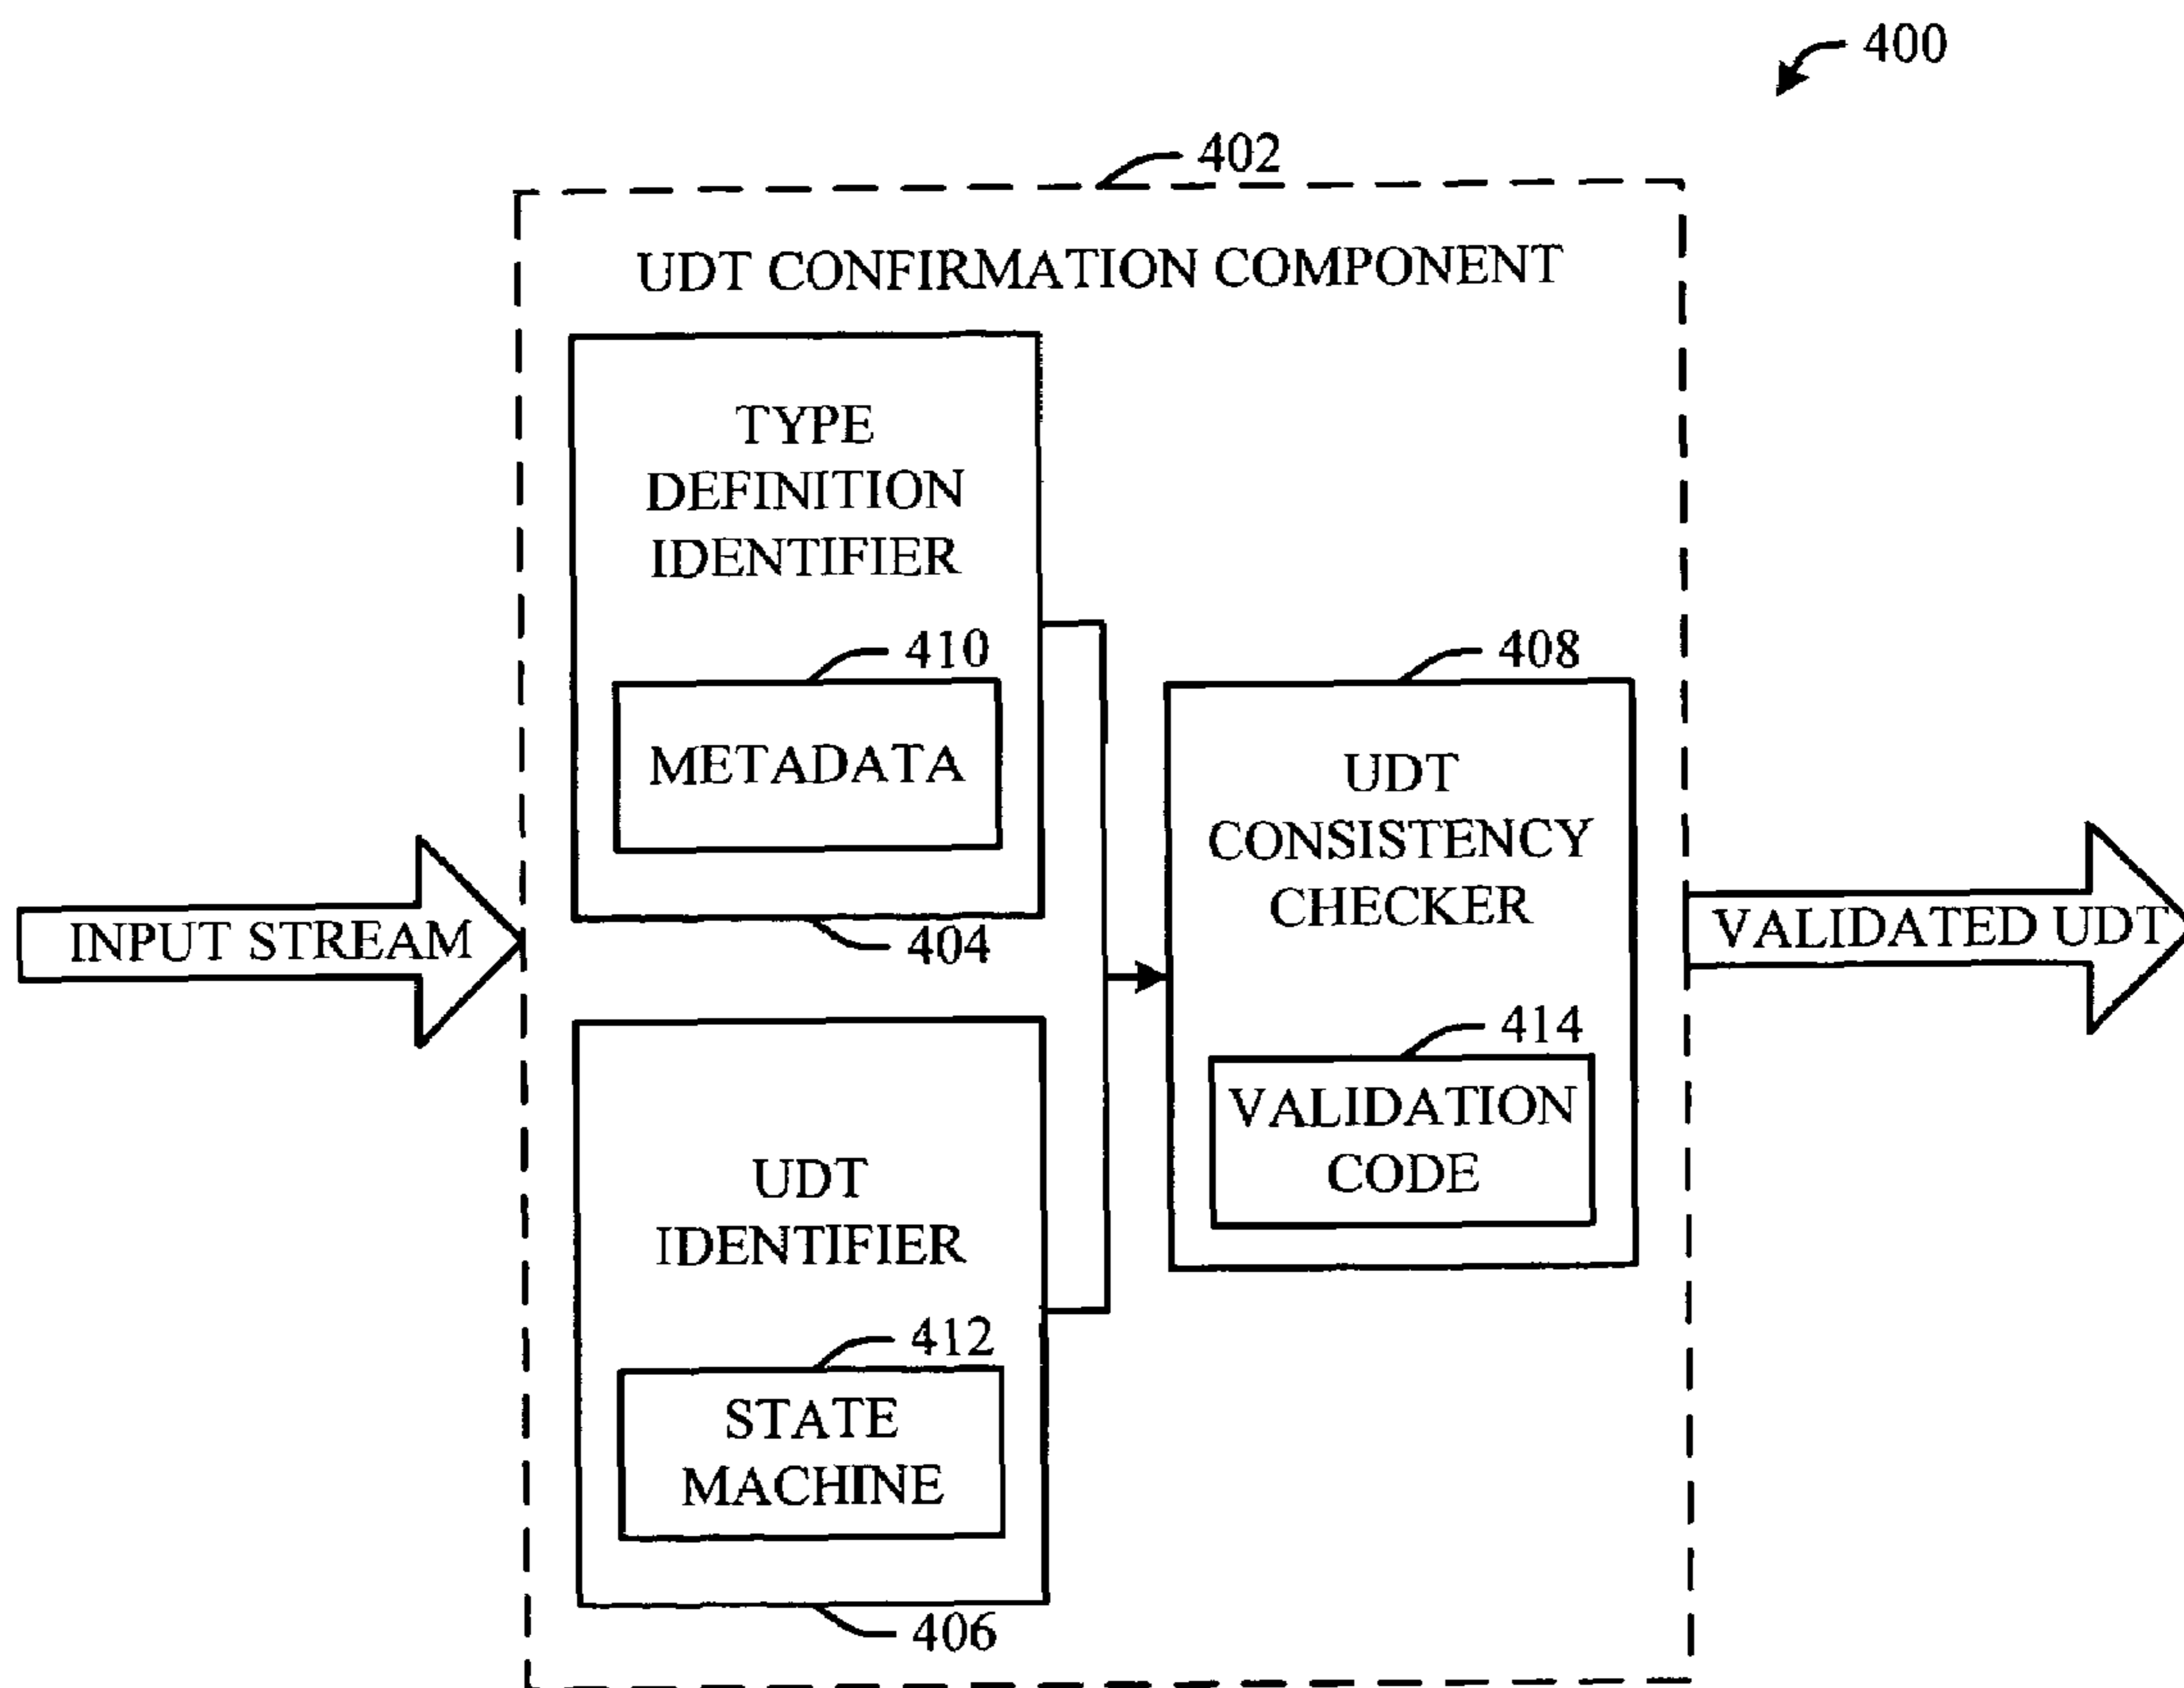 400
402
UDT CONFIRMATION COMPONENT
TYPE
DEFINITION
IDENTIFIER
410
METADATA
404
INPUT STREAM
UDT
IDENTIFIER
412
STATE
MACHINE
406
408
UDT
CONSISTENCY
CHECKER
414
VALIDATION
CODE
VALIDATED UDT